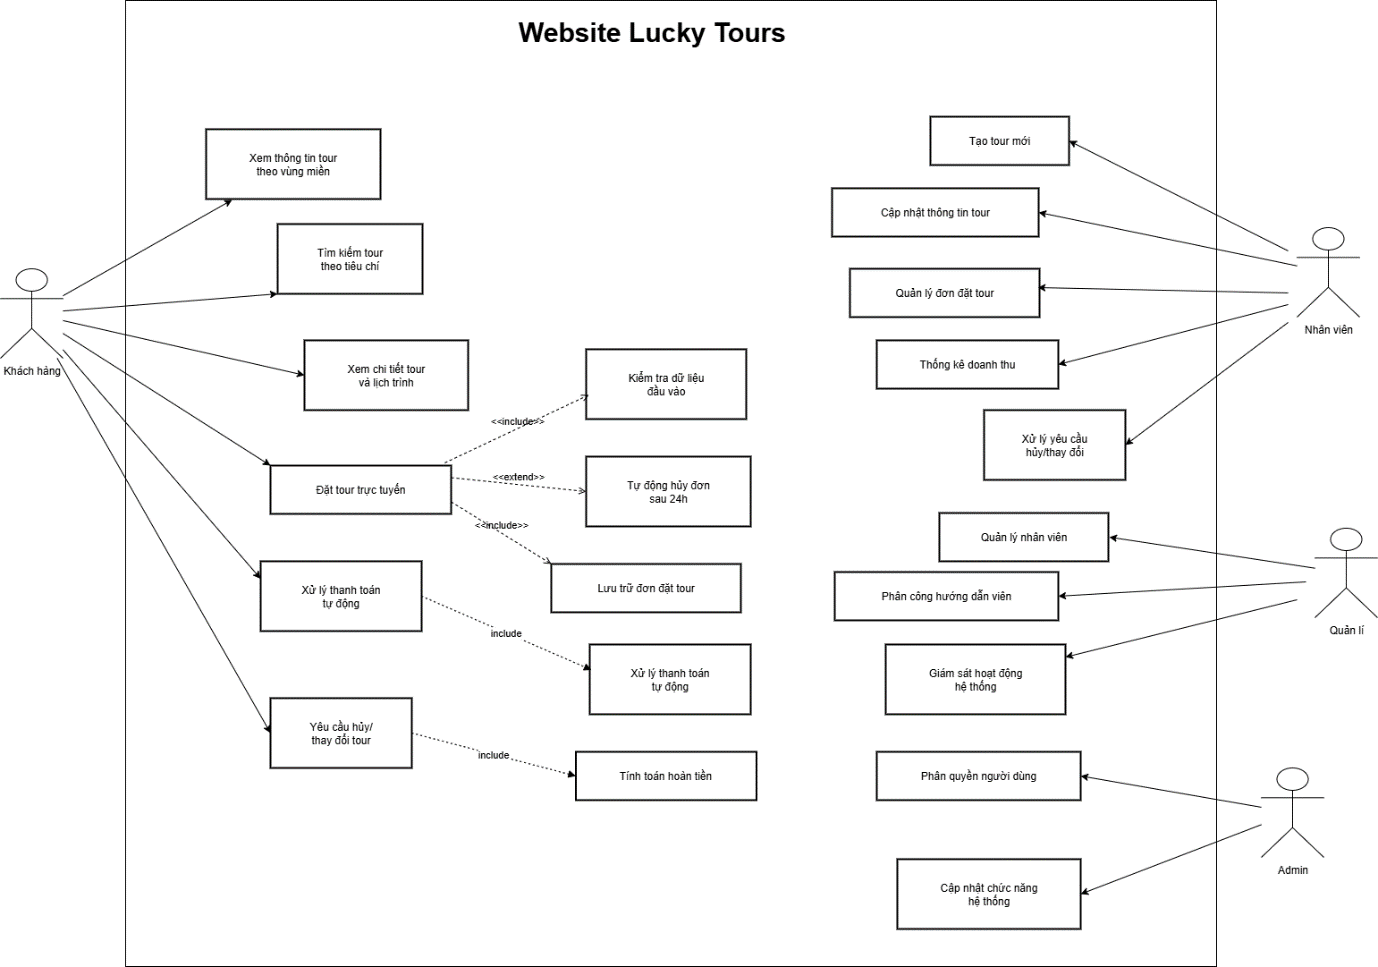 Website Lucky Tours
Xem thông tin tour
theo vùng miền
Tìm kiếm tour
theo tiêu chí
Khách hàng
Xem chi tiết tour
và lịch trình
Đặt tour trực tuyến
Xử lý thanh toán
tự động
Yêu cầu hủy/
thay đổi tour
<<include>>
<<extend>>
<<include>>
include
include
Kiểm tra dữ liệu
đầu vào
Tự động hủy đơn
sau 24h
Lưu trữ đơn đặt tour
Xử lý thanh toán
tự động
Tính toán hoàn tiền
Tạo tour mới
Cập nhật thông tin tour
Quản lý đơn đặt tour
Thống kê doanh thu
Xử lý yêu cầu
hủy/thay đổi
Nhân viên
Quản lý nhân viên
Phân công hướng dẫn viên
Giám sát hoạt động
hệ thống
Quản lí
Phân quyền người dùng
Cập nhật chức năng
hệ thống
Admin